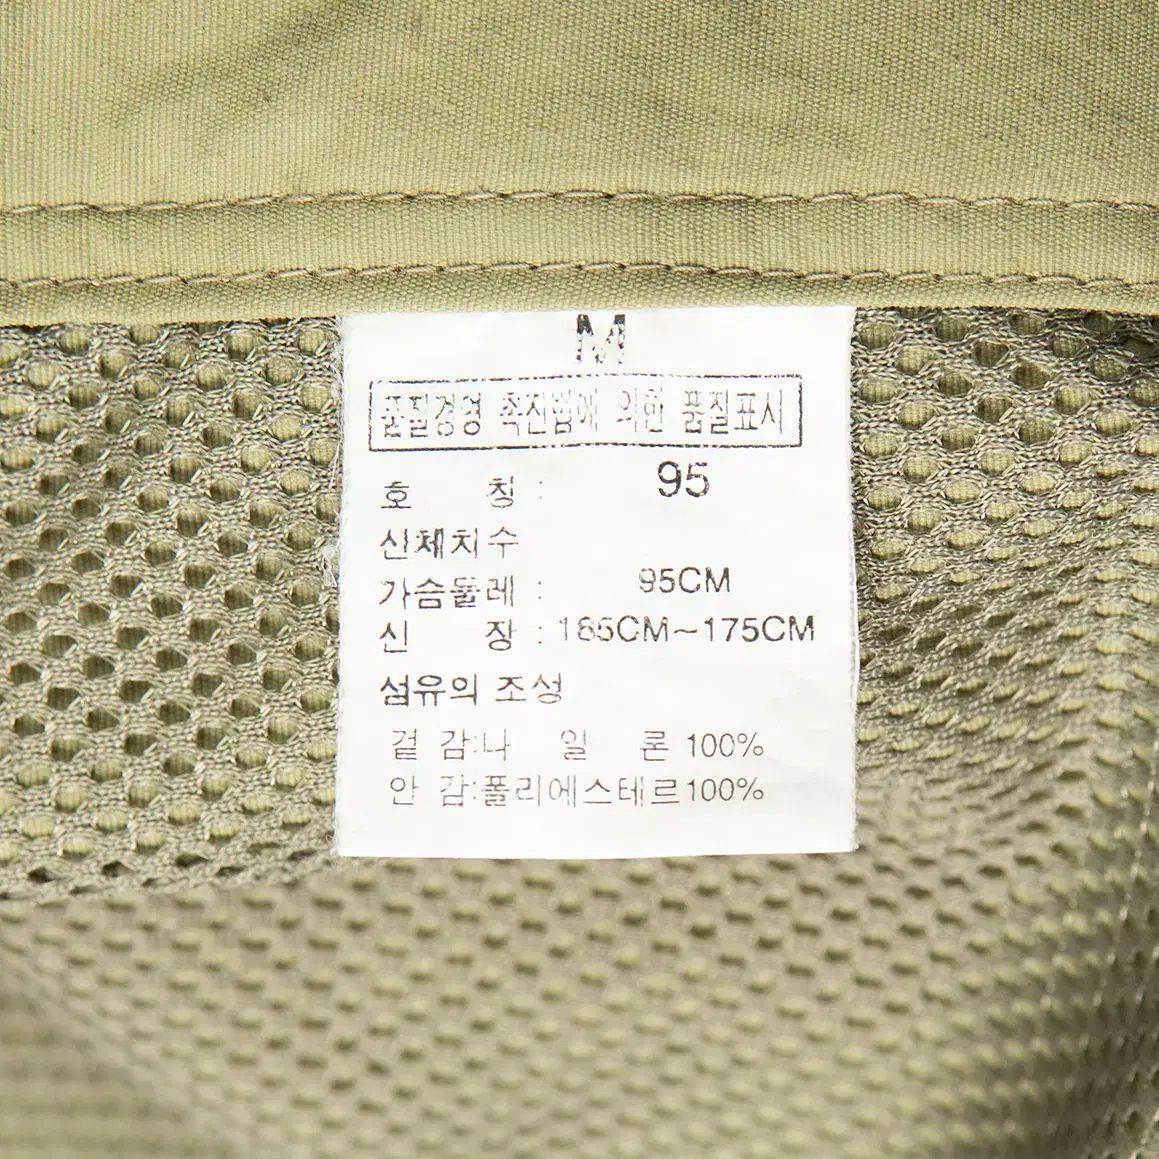 M
품질경영 촉진법에 의한 품질표시
호 칭 : 95
신체치수
가슴둘레 : 95CM
신 장 : 165CM~175CM
섬유의 조성
겉 감:나 일 론 100%
안 감:폴리에스테르100%